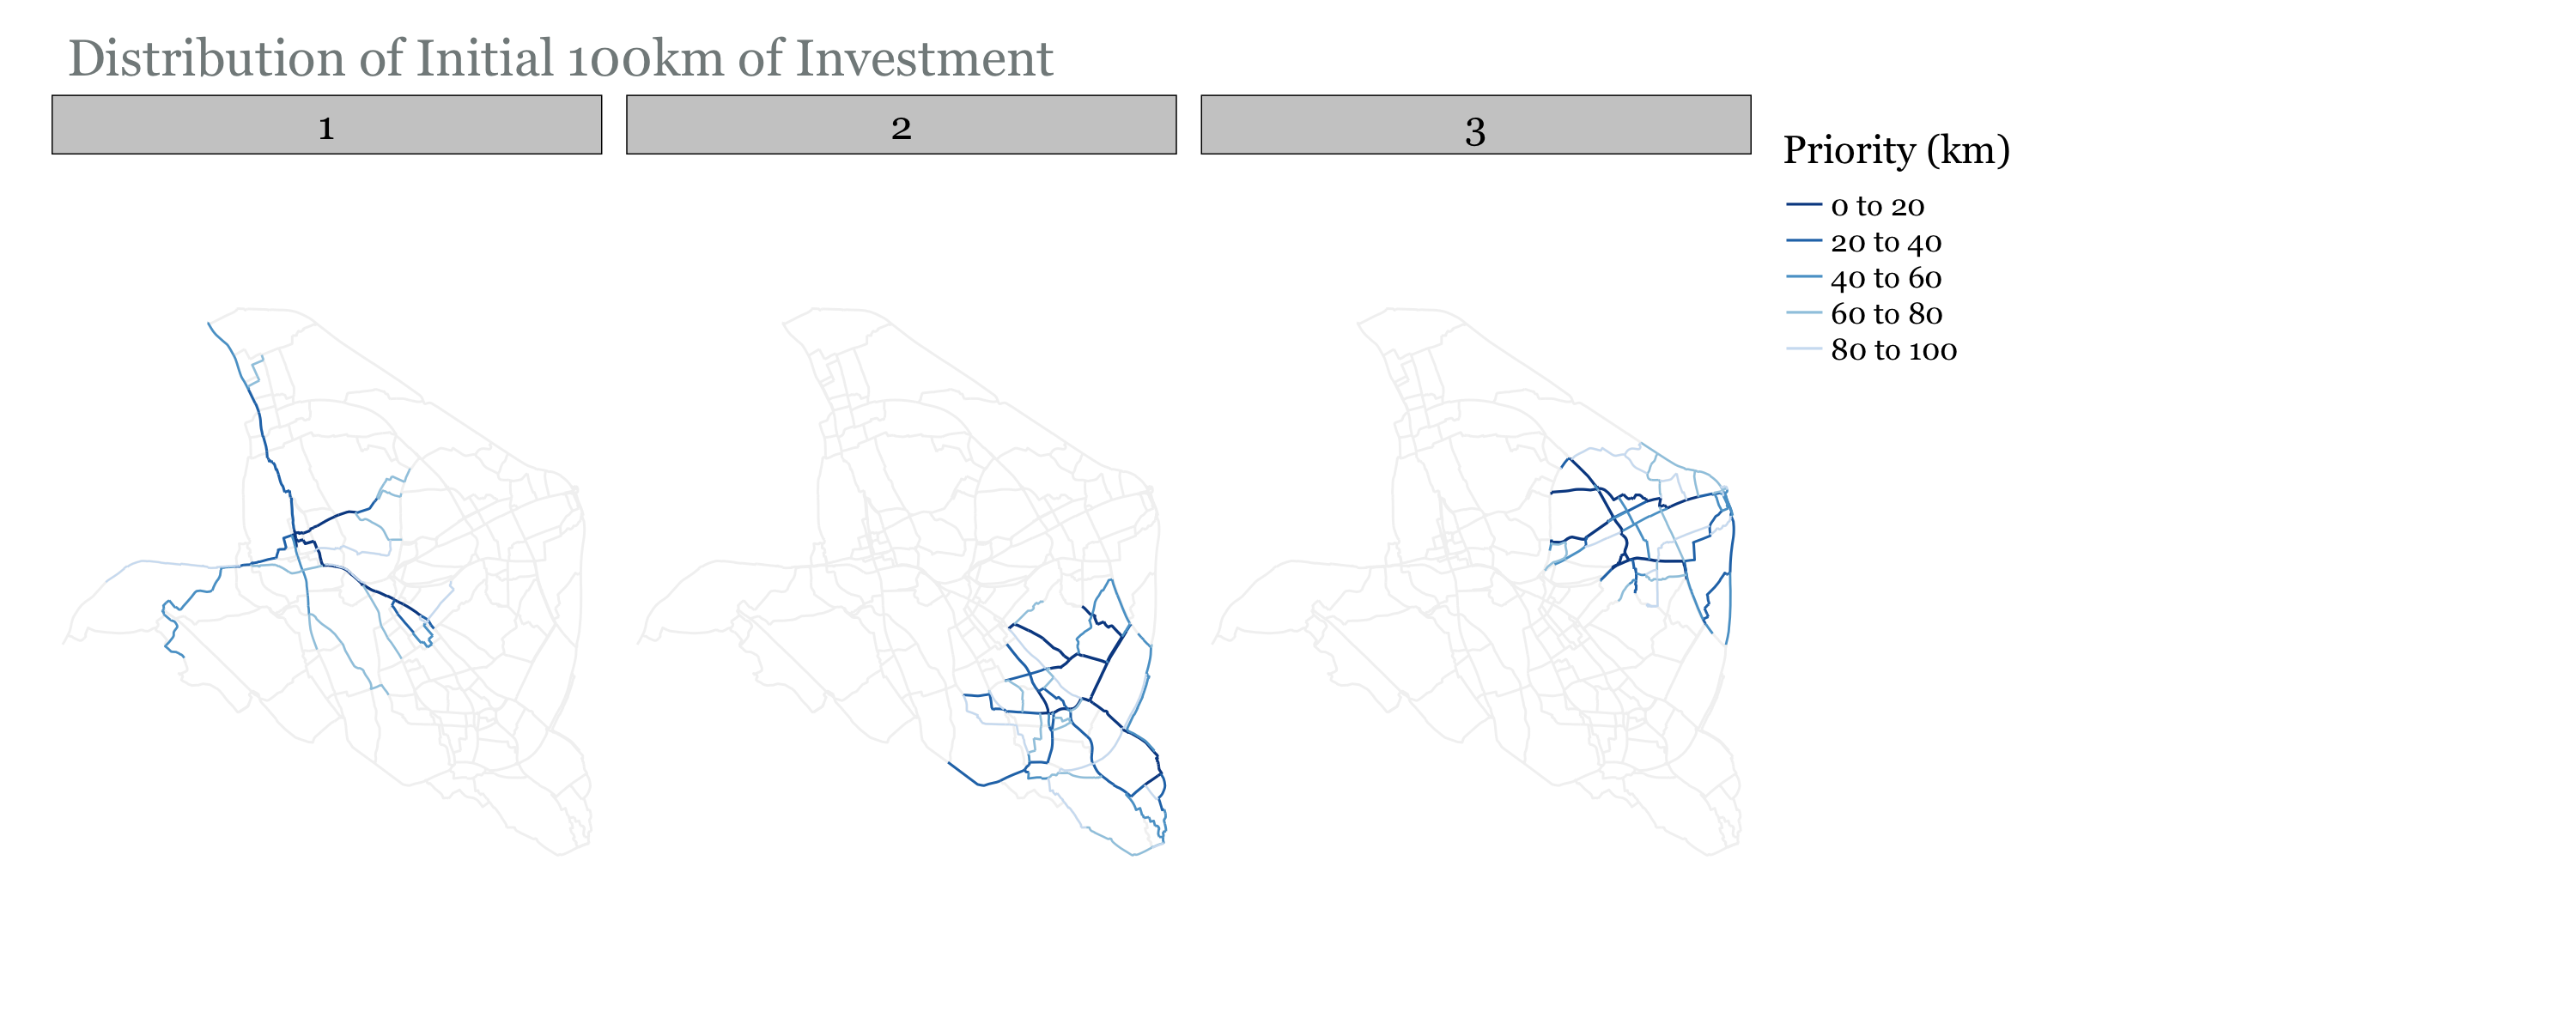 Distribution of Initial 100km of Investment
1
2
3
Priority (km)
0 to 20
20 to 40
40 to 60
60 to 80
80 to 100